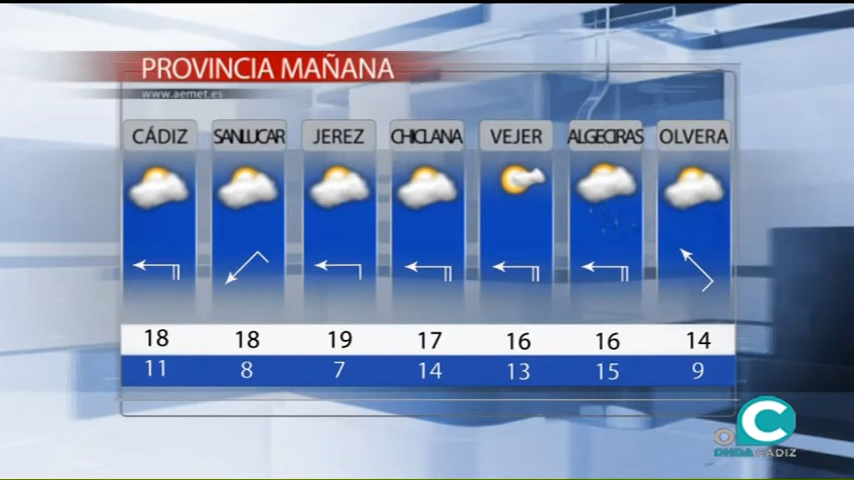 PROVINCIA MAÑANA
www.aemet.es
CÁDIZ SANLUCAR JEREZ CHICLANA VEJER ALGECIRAS OLVERA
18 18 19 17 16 16 14
11 8 7 14 13 15 9
C
ONDA CÁDIZ